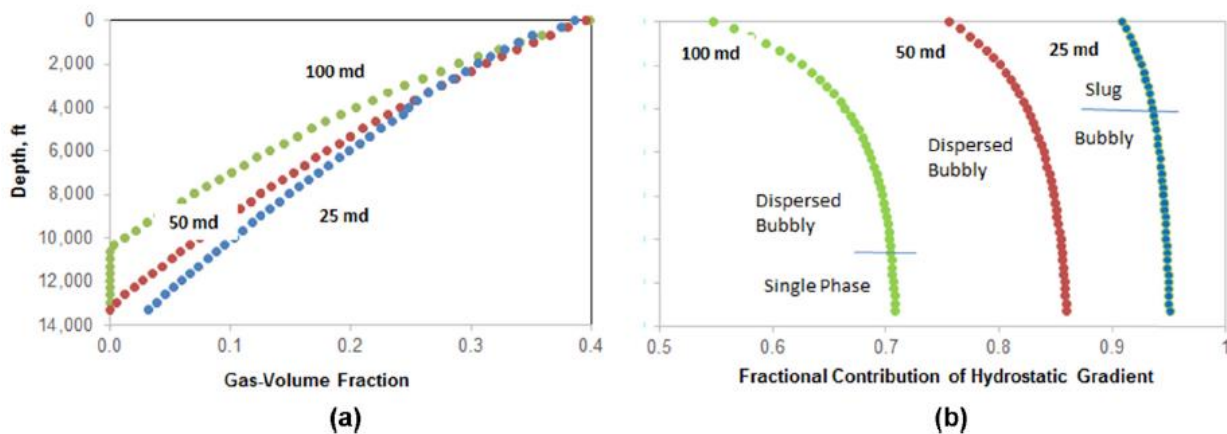 0
2,000
4,000
6,000
8,000
10,000
12,000
14,000
Depth, ft
100 md
50 md
25 md
0.0 0.1 0.2 0.3 0.4
Gas-Volume Fraction
(a)
100 md
50 md
25 md
Slug
Bubbly
Dispersed
Bubbly
Dispersed
Bubbly
Single Phase
0.5 0.6 0.7 0.8 0.9 1
Fractional Contribution of Hydrostatic Gradient
(b)